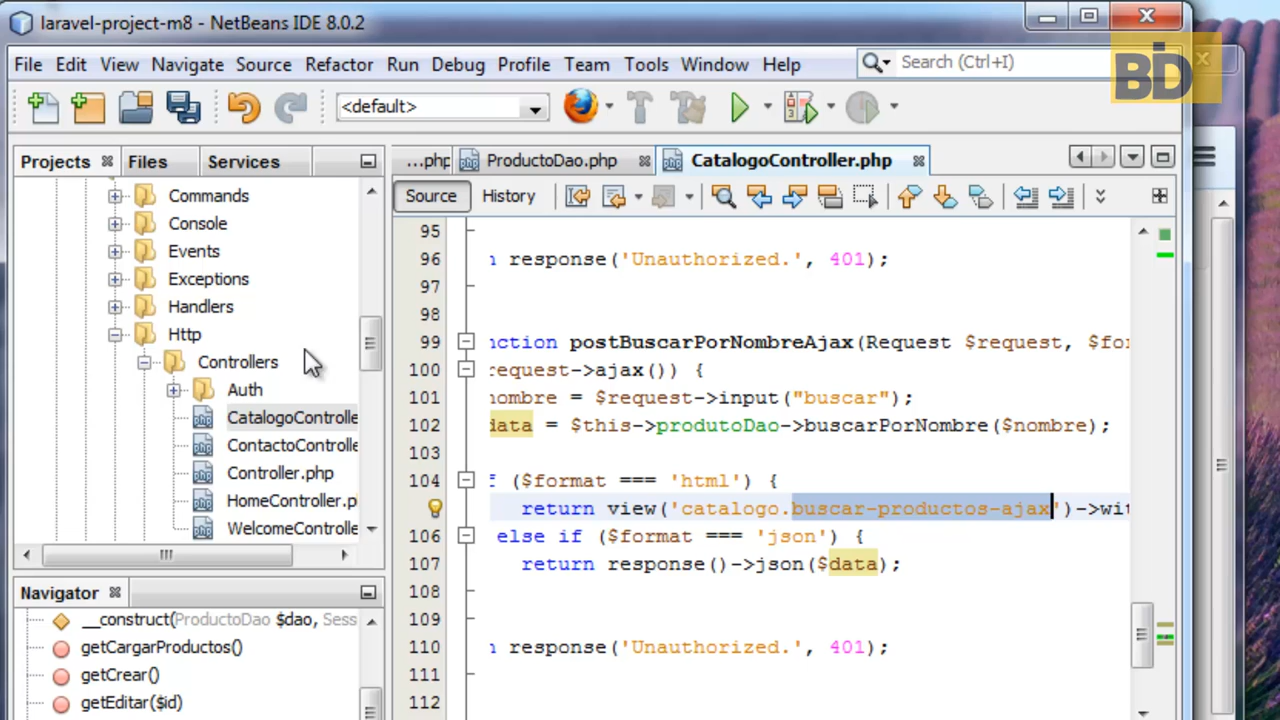 laravel-project-m8 - NetBeans IDE 8.0.2
BD
File Edit View Navigate Source Refactor Run Debug Profile Team Tools Window Help
Search (Ctrl+I)
<default>
Projects Files Services
...php ProductoDao.php CatalogoController.php
Source History
Commands
Console
Events
Exceptions
Handlers
Http
Controllers
Auth
CatalogoControlle
ContactoControlle
Controller.php
HomeController.p
WelcomeControlle
95
96 n response('Unauthorized.', 401);
97
98
99 nction postBuscarPorNombreAjax(Request $request, $fo
100 request->ajax()) {
101 nombre = $request->input("buscar");
102 data = $this->produtoDao->buscarPorNombre($nombre);
103
104 f ($format === 'html') {
return view('catalogo.buscar-productos-ajax')->wit
106 else if ($format === 'json') {
107 return response()->json($data);
108
109
110 n response('Unauthorized.', 401);
111
112
Navigator
__construct(ProductoDao $dao, Sess
getCargarProductos()
getCrear()
getEditar($id)